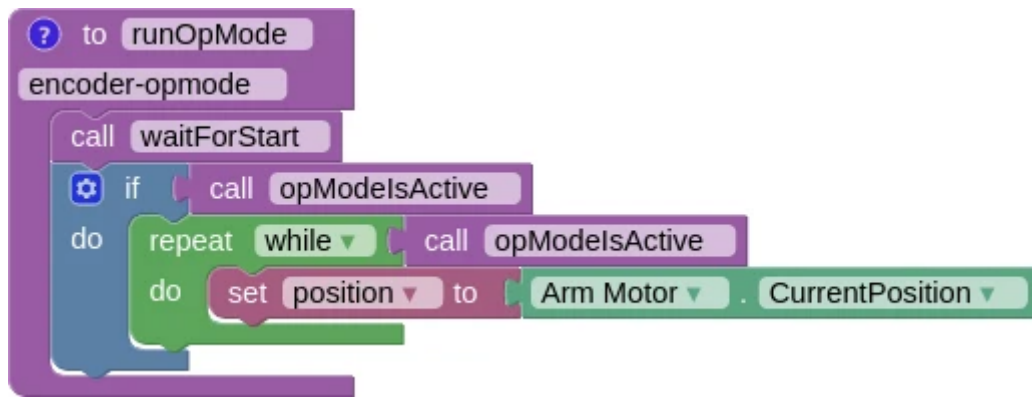 ? to runOpMode
encoder-opmode
call waitForStart
if call opModeIsActive
do repeat while call opModeIsActive
do set position to Arm Motor . CurrentPosition